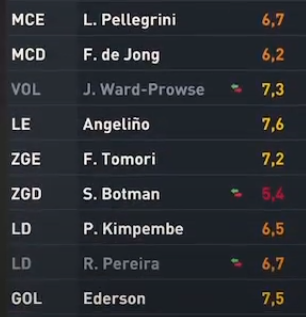 MCE L. Pellegrini 6,7
MCD F. de Jong 6,2
VOL J. Ward-Prowse 7,3
LE Angeliño 7,6
ZGE F. Tomori 7,2
ZGD S. Botman 5,4
LD P. Kimpembe 6,5
LD R. Pereira 6,7
GOL Ederson 7,5